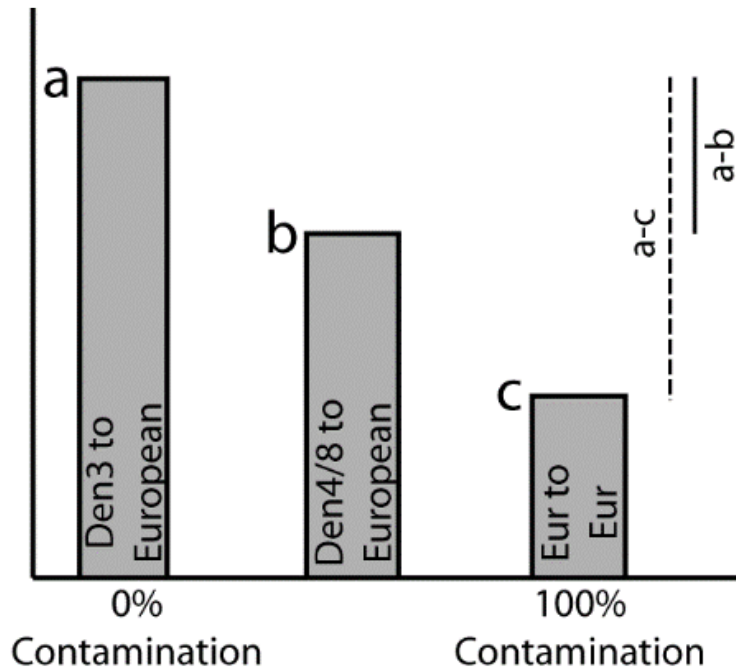 a
Den3 to
European
b
Den4/8 to
European
c
Eur to
Eur
a-c
a-b
0%
Contamination
100%
Contamination